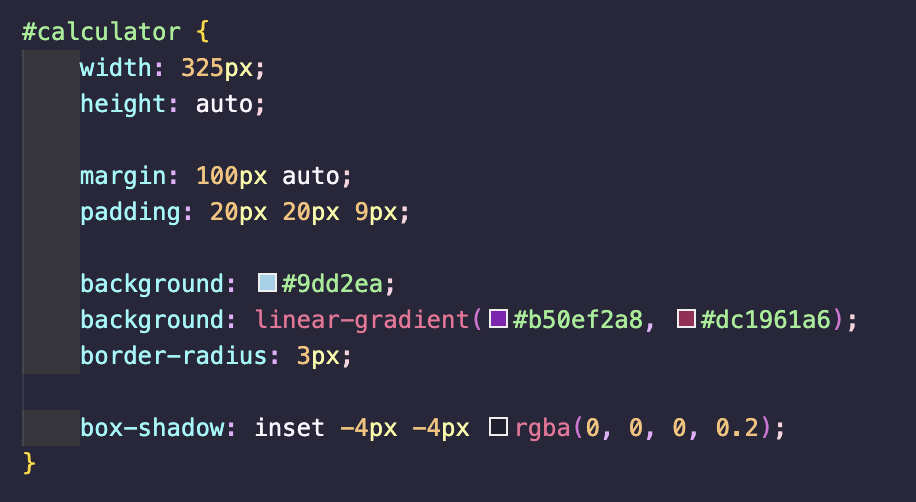 #calculator {
width: 325px;
height: auto;
margin: 100px auto;
padding: 20px 20px 9px;
background: #9dd2ea;
background: linear-gradient(#b50ef2a8, #dc1961a6);
border-radius: 3px;
box-shadow: inset -4px -4px rgba(0, 0, 0, 0.2);
}